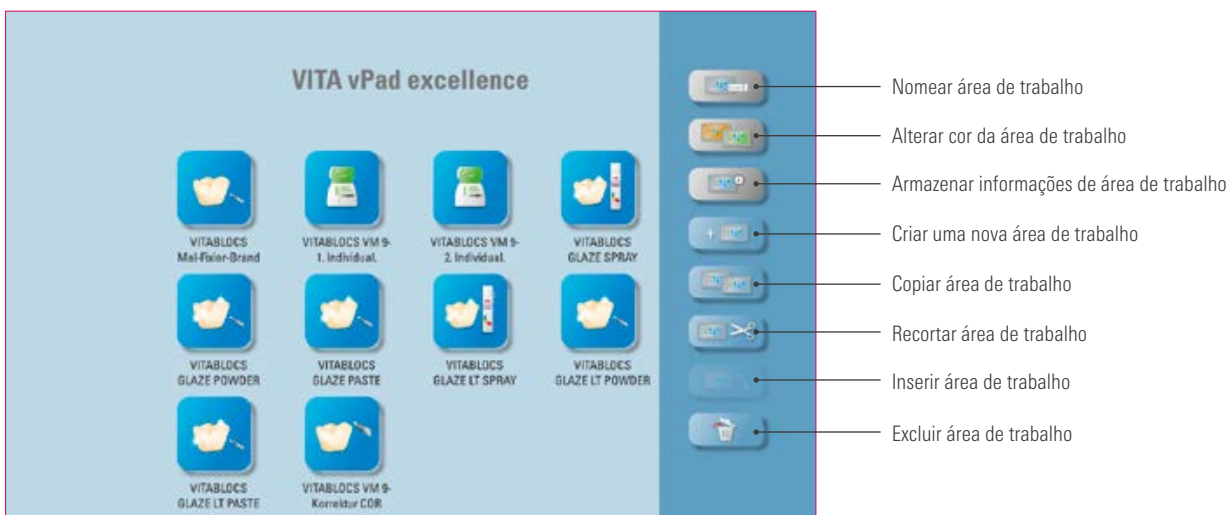 VITA vPad excellence
Nomear área de trabalho
Alterar cor da área de trabalho
Armazenar informações de área de trabalho
VITABLOCS
Mal-Fixier-Brand
VITABLOCS VM 9-
1. Individual.
VITABLOCS VM 9-
2. Individual.
VITABLOCS
GLAZE SPRAY
Criar uma nova área de trabalho
Copiar área de trabalho
Recortar área de trabalho
VITABLOCS
GLAZE POWDER
VITABLOCS
GLAZE PASTE
VITABLOCS
GLAZE LT SPRAY
VITABLOCS
GLAZE LT POWDER
Inserir área de trabalho
Excluir área de trabalho
VITABLOCS
GLAZE LT PASTE
VITABLOCS VM 9-
Korrektur COR